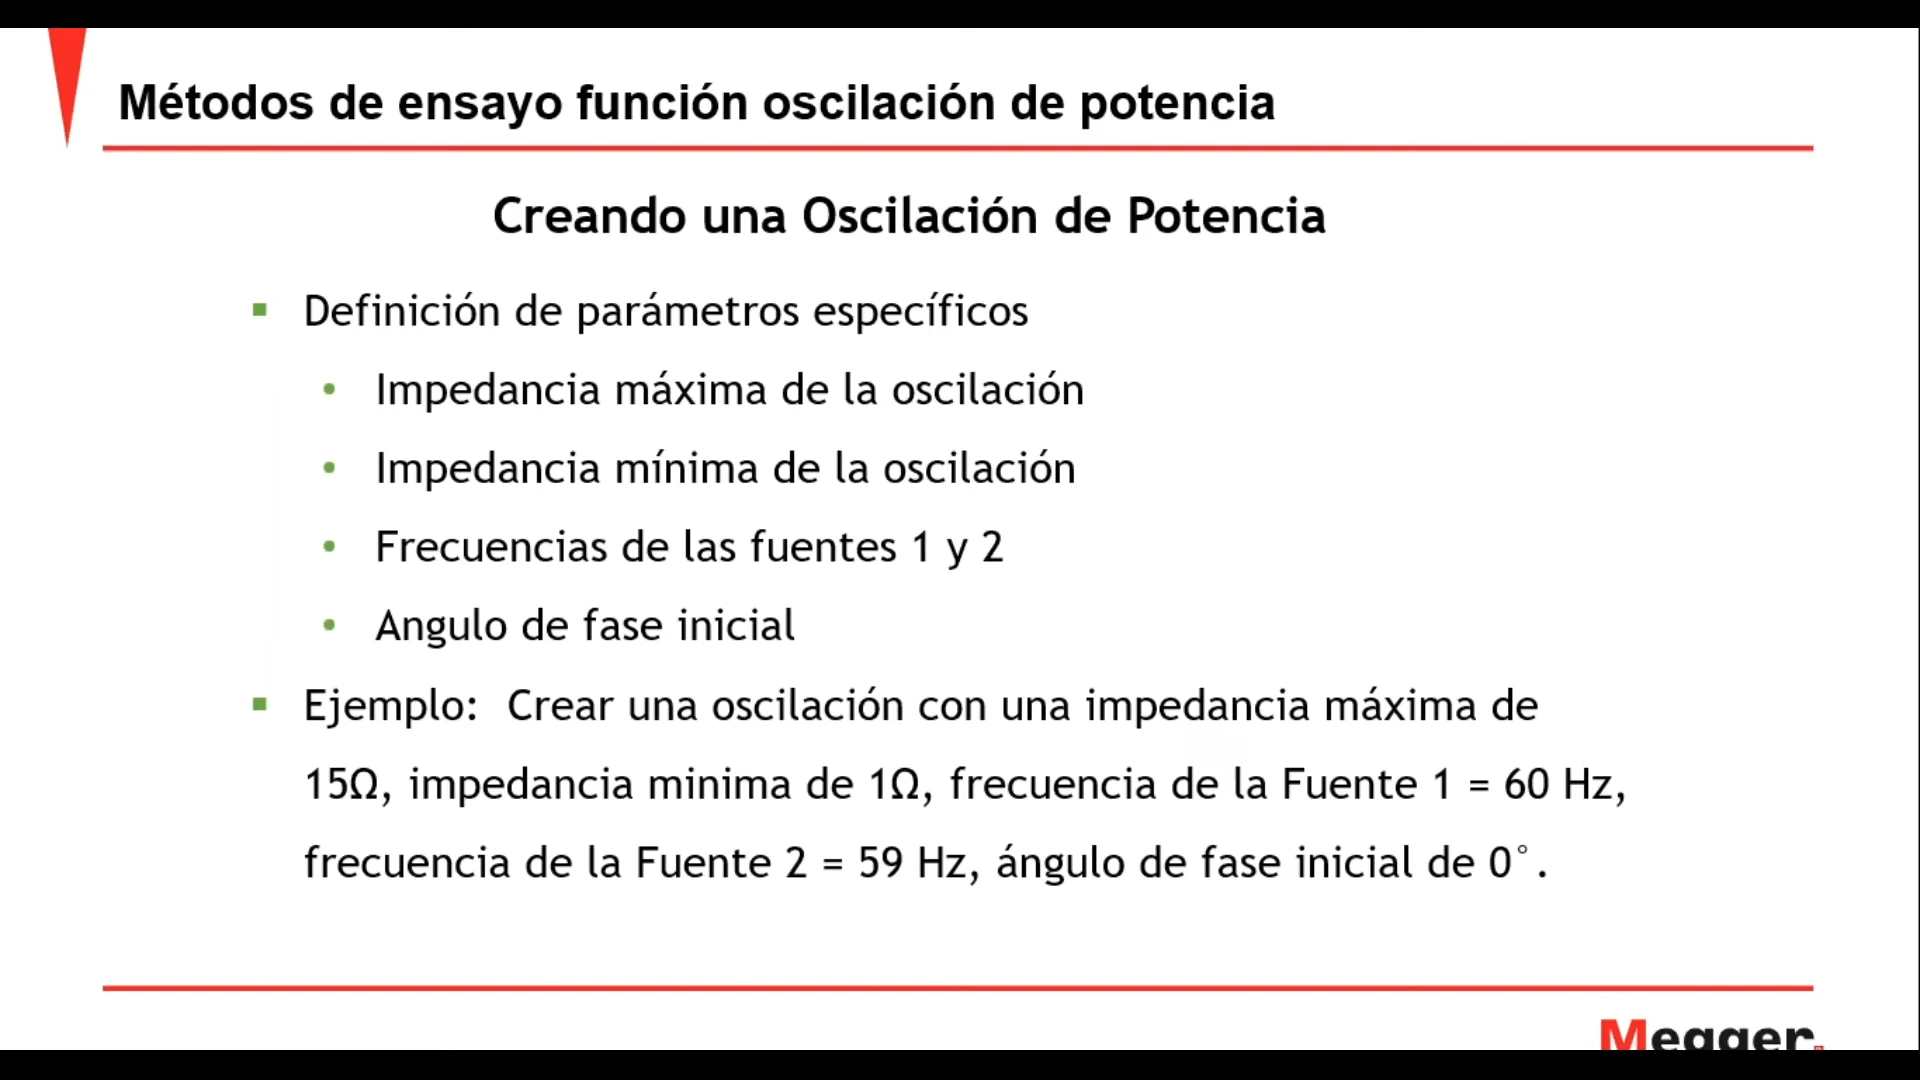 Métodos de ensayo función oscilación de potencia
Creando una Oscilación de Potencia
▪ Definición de parámetros específicos
• Impedancia máxima de la oscilación
• Impedancia mínima de la oscilación
• Frecuencias de las fuentes 1 y 2
• Angulo de fase inicial
▪ Ejemplo: Crear una oscilación con una impedancia máxima de
15Ω, impedancia minima de 1Ω, frecuencia de la Fuente 1 = 60 Hz,
frecuencia de la Fuente 2 = 59 Hz, ángulo de fase inicial de 0°.
Megger.